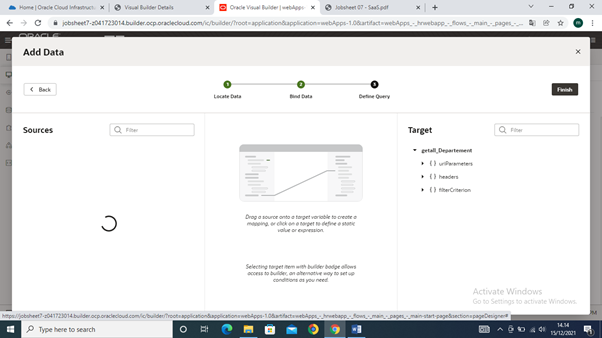 Home | Oracle Cloud Infrastruct
Visual Builder Details
Oracle Visual Builder | webApps
Jobsheet 07 - SaaS.pdf
jobsheet7-z041723014.builder.ocp.oraclecloud.com/ic/builder/?root=application&application=webApps-1.0&artifact=webApps_-_hrwebapp_-_flows_-_main_-_pages_-_...
ORACLE
Add Data
Back
1
2
3
Locate Data
Bind Data
Define Query
Finish
Sources
Filter
Target
Filter
getall_Departement
{ } uriParameters
{ } headers
{ } filterCriterion
Drag a source onto a target variable to create a
mapping, or click on a target to define a static
value or expression.
Selecting target item with builder badge allows
access to builder, an alternative way to set up
conditions as you need.
Activate Windows
Go to Settings to activate Windows.
https://jobsheet7-z041723014.builder.ocp.oraclecloud.com/ic/builder/?root=application&application=webApps-1.0&artifact=webApps_-_hrwebapp_-_flows_-_main_-_pages_-_main-start-page&section=pageDesigner#
PM
Type here to search
14.14
15/12/2021